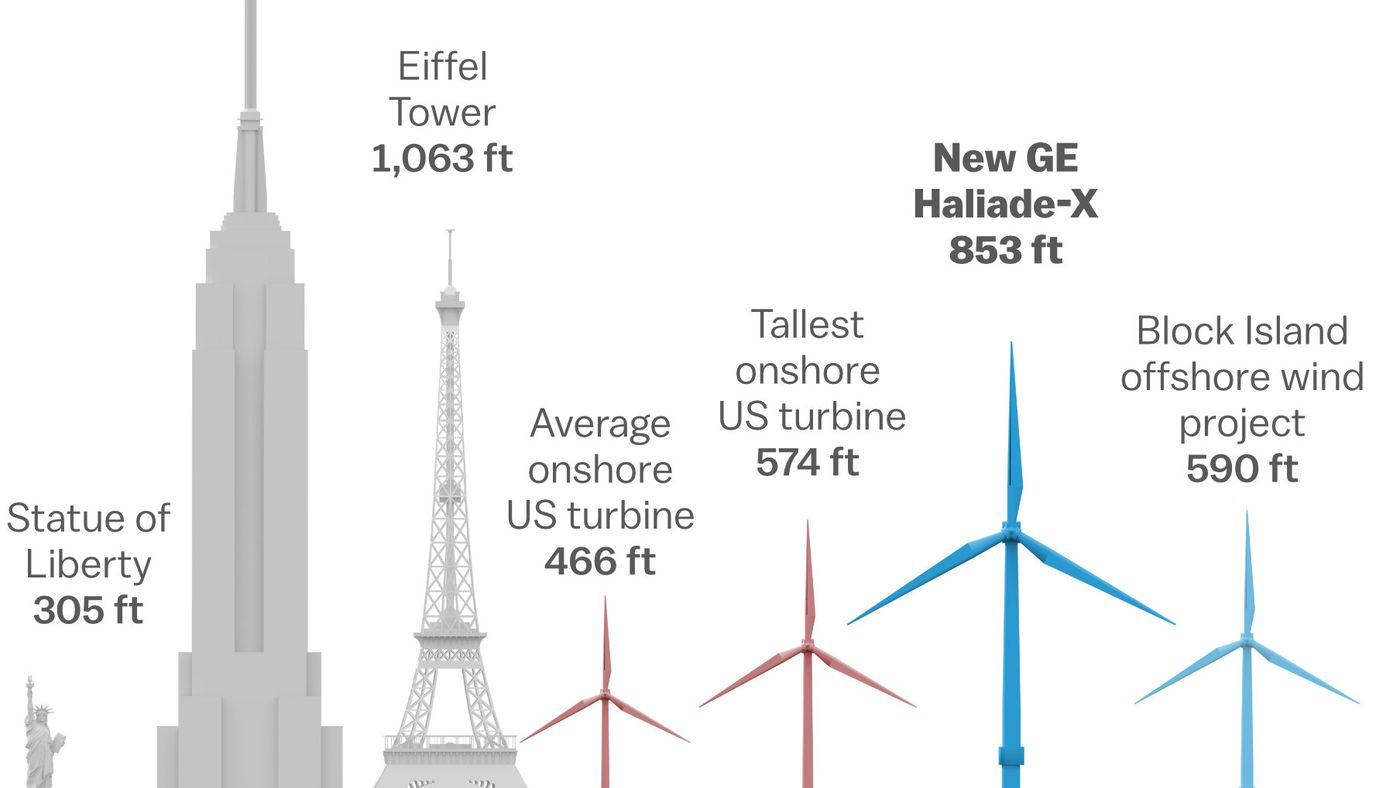 Eiffel
Tower
1,063 ft
New GE
Haliade-X
853 ft
Tallest
onshore
US turbine
574 ft
Block Island
offshore wind
project
590 ft
Average
onshore
US turbine
466 ft
Statue of
Liberty
305 ft